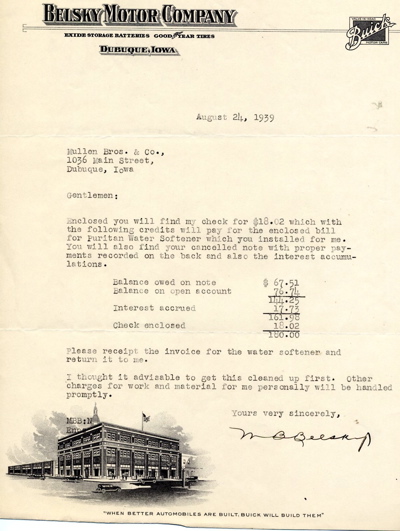 BELSKY MOTOR COMPANY
EXIDE STORAGE BATTERIES GOODYEAR TIRES
DUBUQUE, IOWA
Buick
August 24, 1939
Mullen Bros. & Co.,
1036 Main Street,
Dubuque, Iowa
Gentlemen:
Enclosed you will find my check for $18.02 which with
the following credits will pay for the enclosed bill
for Puritan Water Softener which you installed for me.
You will also find your cancelled note with proper pay-
ments recorded on the back and also the interest accumu-
lations.
Balance owed on note $ 67.51
Balance on open account 76.74
144.25
Interest accrued 17.73
161.98
Check enclosed 18.02
180.00
Please receipt the invoice for the water softener and
return it to me.
I thought it advisable to get this cleaned up first. Other
charges for work and material for me personally will be handled
promptly.
Yours very sincerely,
M B Belsky
"WHEN BETTER AUTOMOBILES ARE BUILT, BUICK WILL BUILD THEM"